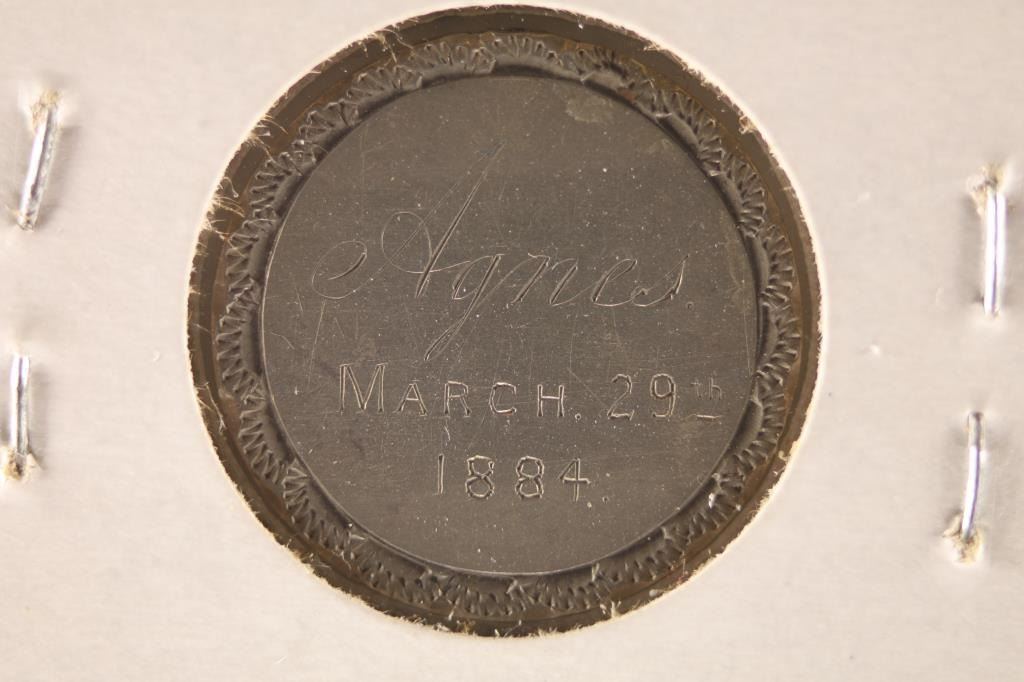 Agnes.
MARCH. 29th
1884.